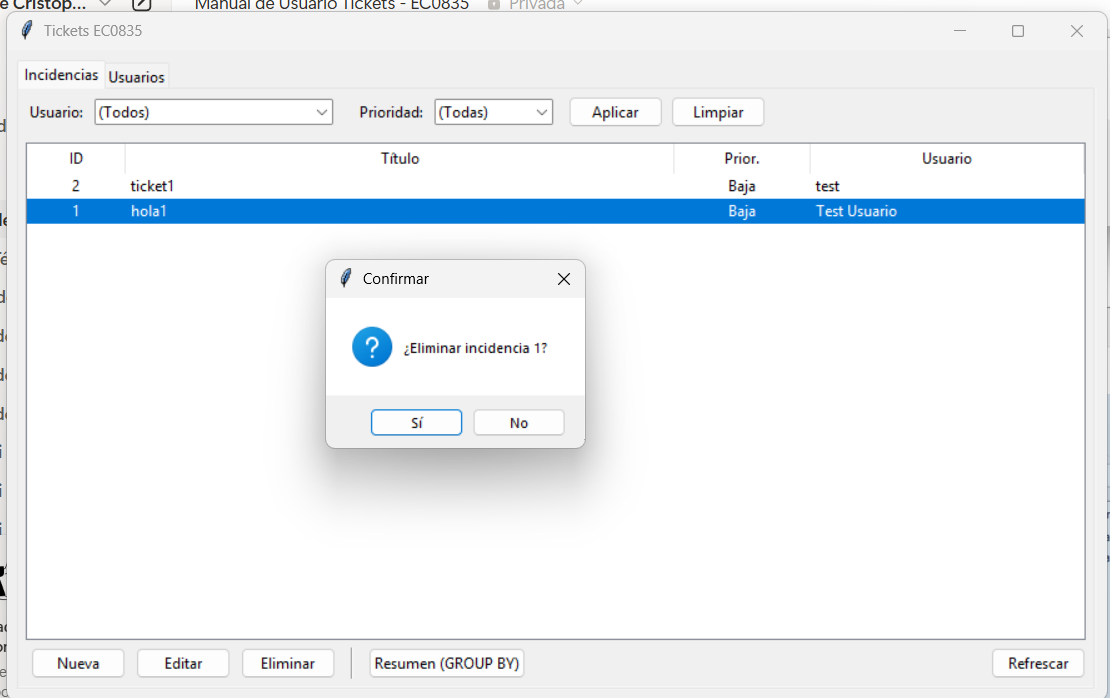 Manual de Usuario Tickets - EC0835 Privada
Tickets EC0835
Incidencias Usuarios
Usuario: (Todos) Prioridad: (Todas) Aplicar Limpiar
ID Título Prior. Usuario
2 ticket1 Baja test
1 hola1 Baja Test Usuario
Confirmar
¿Eliminar incidencia 1?
Sí No
Nueva Editar Eliminar Resumen (GROUP BY) Refrescar